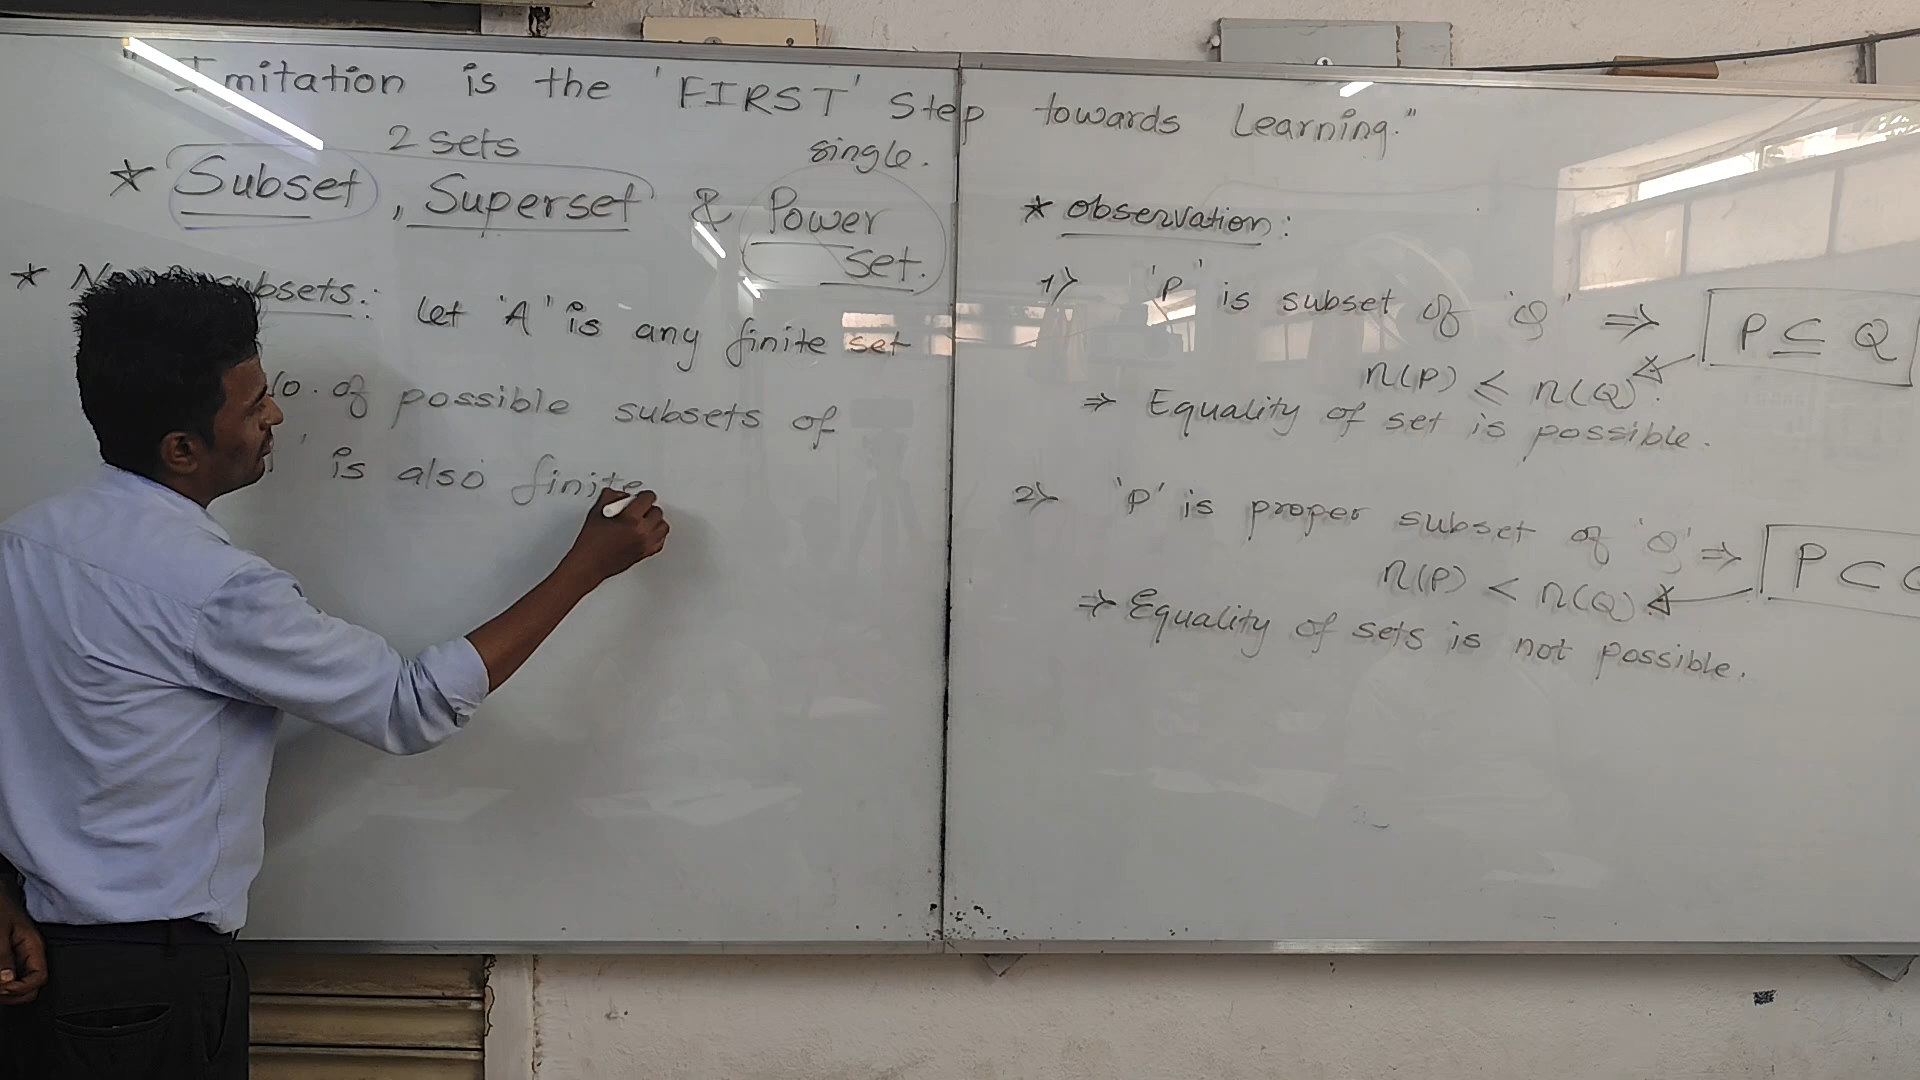 "Imitation is the 'FIRST' Step towards Learning."
2 sets single.
* Subset, Superset & Power set.
* subsets: let 'A' is any finite set
No. of possible subsets of
' is also finite
* observation:
1) 'P' is subset of 'Q' ⇒ P ⊆ Q
n(P) ≤ n(Q).
⇒ Equality of set is possible.
2) 'P' is proper subset of 'Q' ⇒ P ⊂
n(P) < n(Q)
⇒ Equality of sets is not possible.